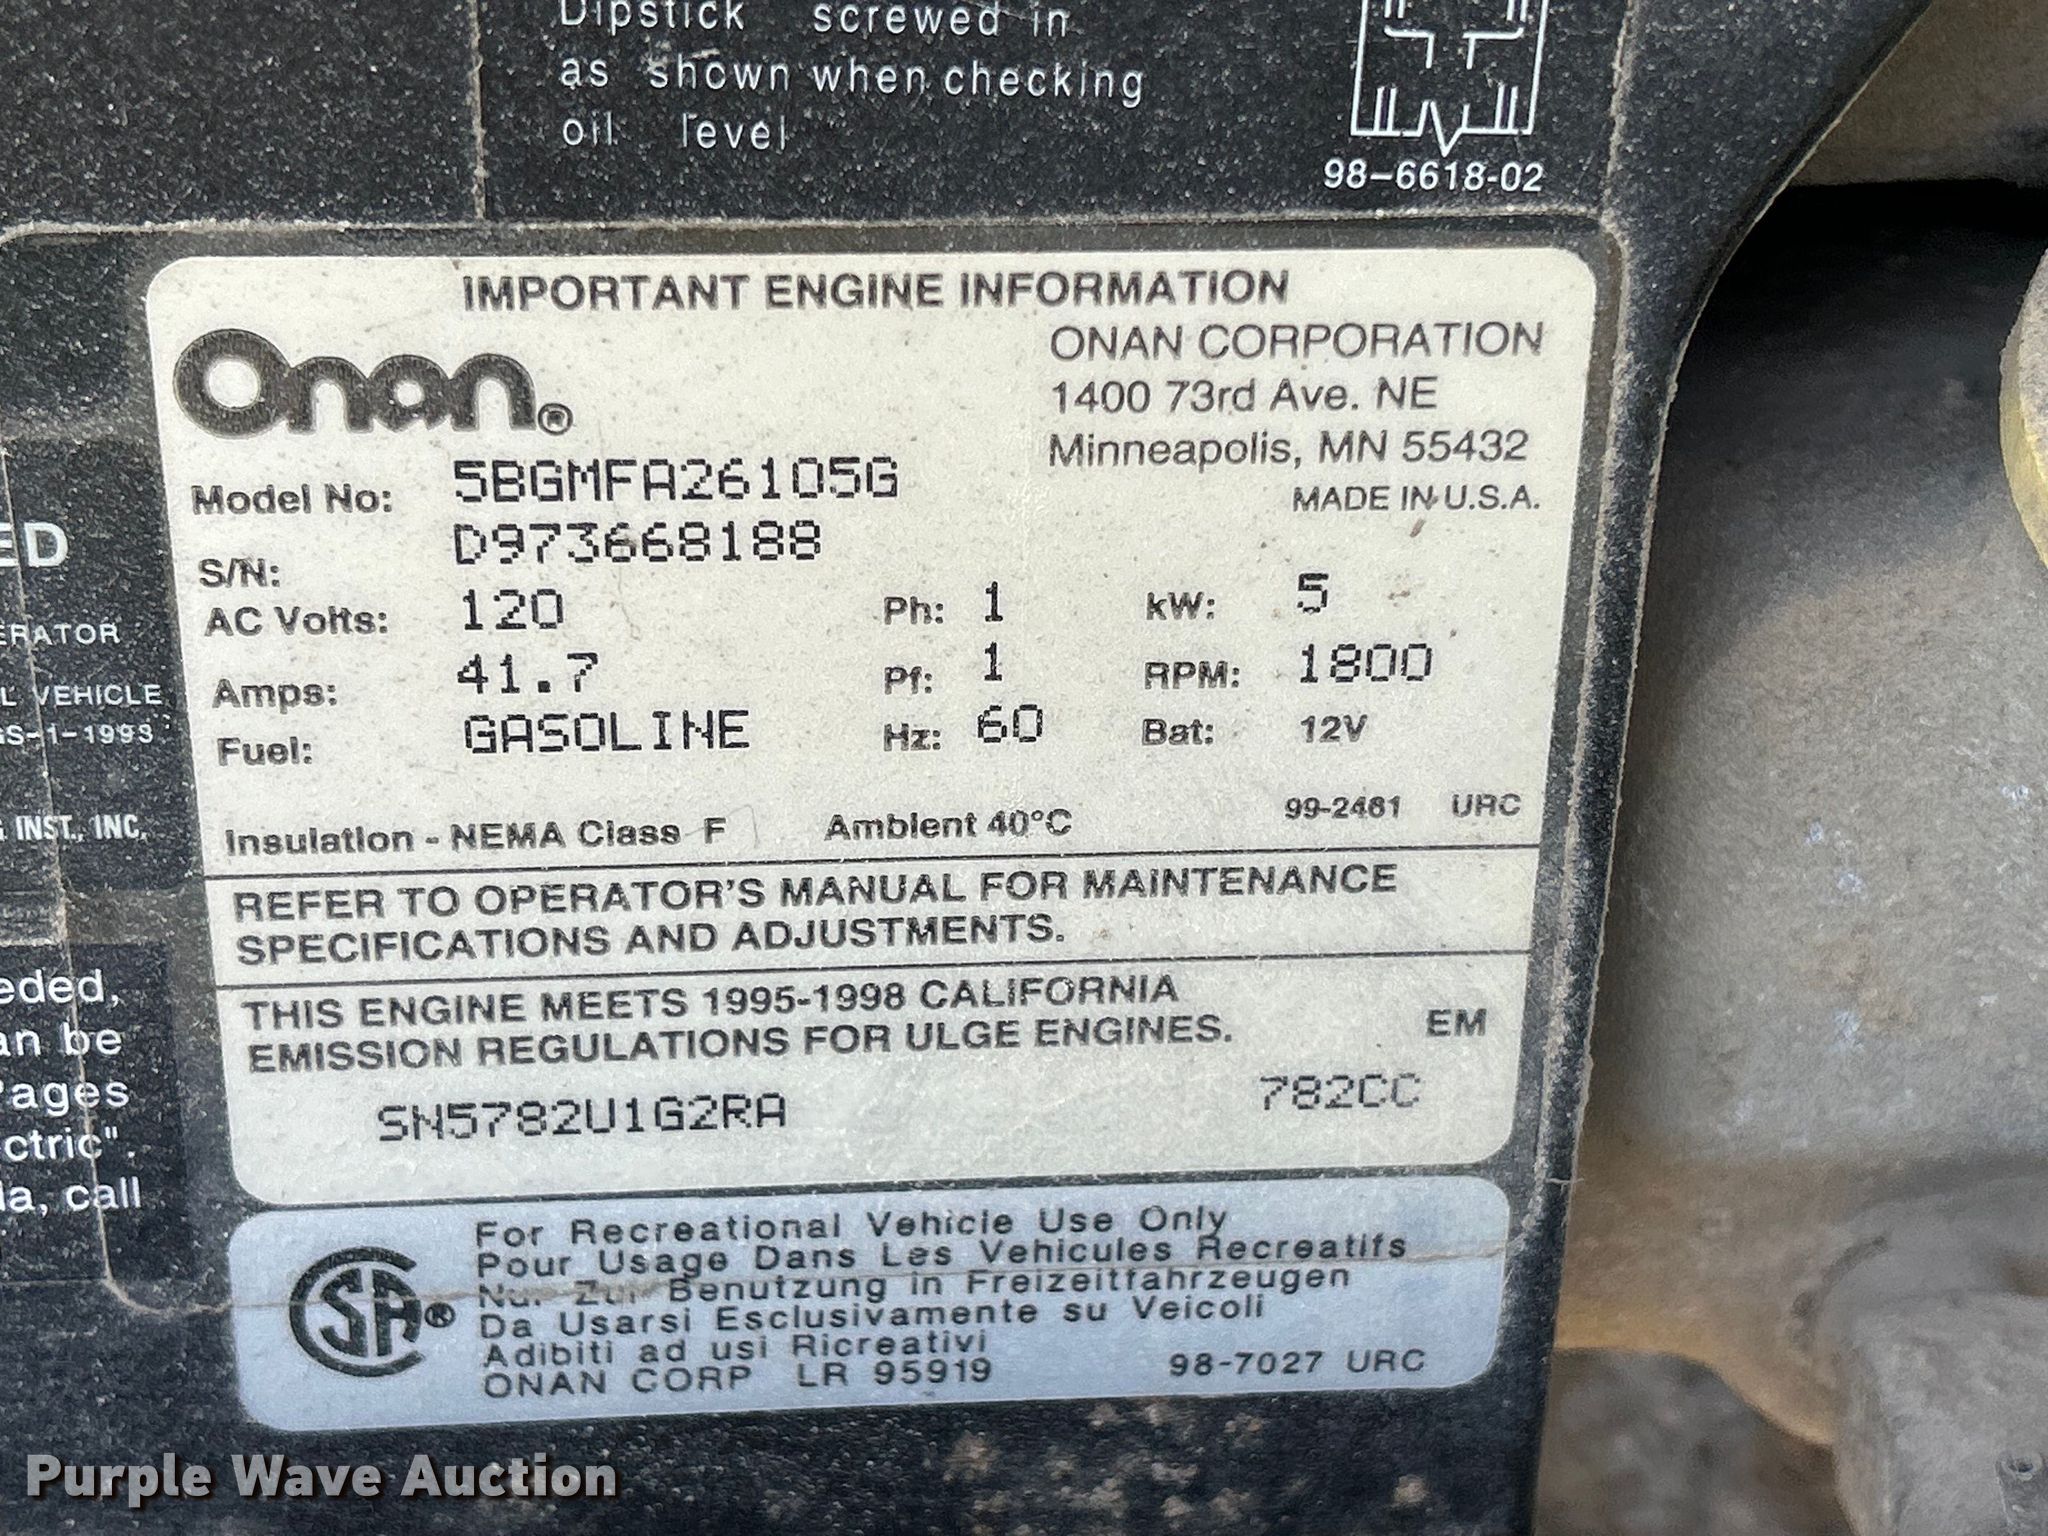 Dipstick screwed in
as shown when checking
oil level
98-6618-02
IMPORTANT ENGINE INFORMATION
Onan®
ONAN CORPORATION
1400 73rd Ave. NE
Minneapolis, MN 55432
MADE IN U.S.A.
Model No: 5BGMFA26105G
S/N: D973668188
AC Volts: 120 Ph: 1 kW: 5
Amps: 41.7 Pf: 1 RPM: 1800
Fuel: GASOLINE Hz: 60 Bat: 12V
Insulation - NEMA Class F Ambient 40°C 99-2461 URC
REFER TO OPERATOR'S MANUAL FOR MAINTENANCE
SPECIFICATIONS AND ADJUSTMENTS.
THIS ENGINE MEETS 1995-1998 CALIFORNIA
EMISSION REGULATIONS FOR ULGE ENGINES. EM
SN5782U1G2RA 782CC
CSA®
For Recreational Vehicle Use Only
Pour Usage Dans Les Vehicules Recreatifs
Nur Zur Benutzung in Freizeitfahrzeugen
Da Usarsi Esclusivamente su Veicoli
Adibiti ad usi Ricreativi
ONAN CORP LR 95919 98-7027 URC
ED
ERATOR
L VEHICLE
GS-1-1993
INST., INC.
eded,
an be
Pages
ectric".
la, call
Purple Wave Auction